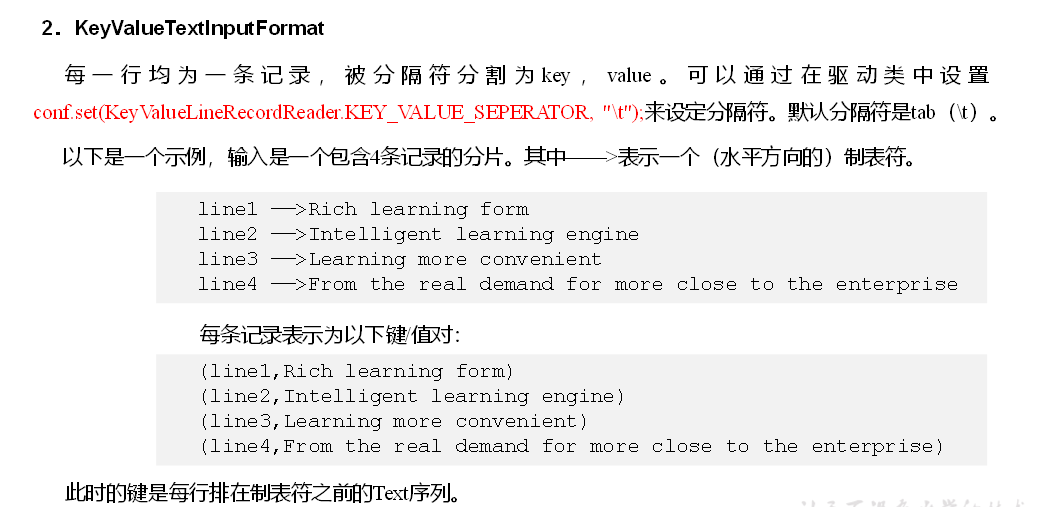 2．KeyValueTextInputFormat
每一行均为一条记录，被分隔符分割为key，value。可以通过在驱动类中设置
conf.set(KeyValueLineRecordReader.KEY_VALUE_SEPERATOR, "\t");来设定分隔符。默认分隔符是tab（\t）。
以下是一个示例，输入是一个包含4条记录的分片。其中——>表示一个（水平方向的）制表符。
line1 ——>Rich learning form
line2 ——>Intelligent learning engine
line3 ——>Learning more convenient
line4 ——>From the real demand for more close to the enterprise
每条记录表示为以下键/值对：
(line1,Rich learning form)
(line2,Intelligent learning engine)
(line3,Learning more convenient)
(line4,From the real demand for more close to the enterprise)
此时的键是每行排在制表符之前的Text序列。